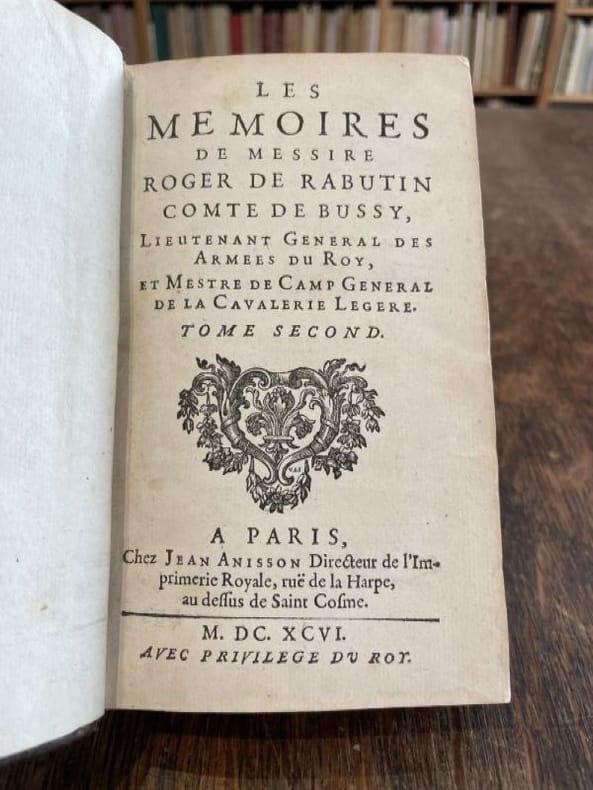 LES
MEMOIRES
DE MESSIRE
ROGER DE RABUTIN
COMTE DE BUSSY,
LIEUTENANT GENERAL DES
ARMEES DU ROY,
ET MESTRE DE CAMP GENERAL
DE LA CAVALERIE LEGERE.
TOME SECOND.
A PARIS,
Chez JEAN ANISSON Directeur de l'Im-
primerie Royale, ruë de la Harpe,
au deſſus de Saint Coſme.
M. DC. XCVI.
AVEC PRIVILEGE DV ROY.